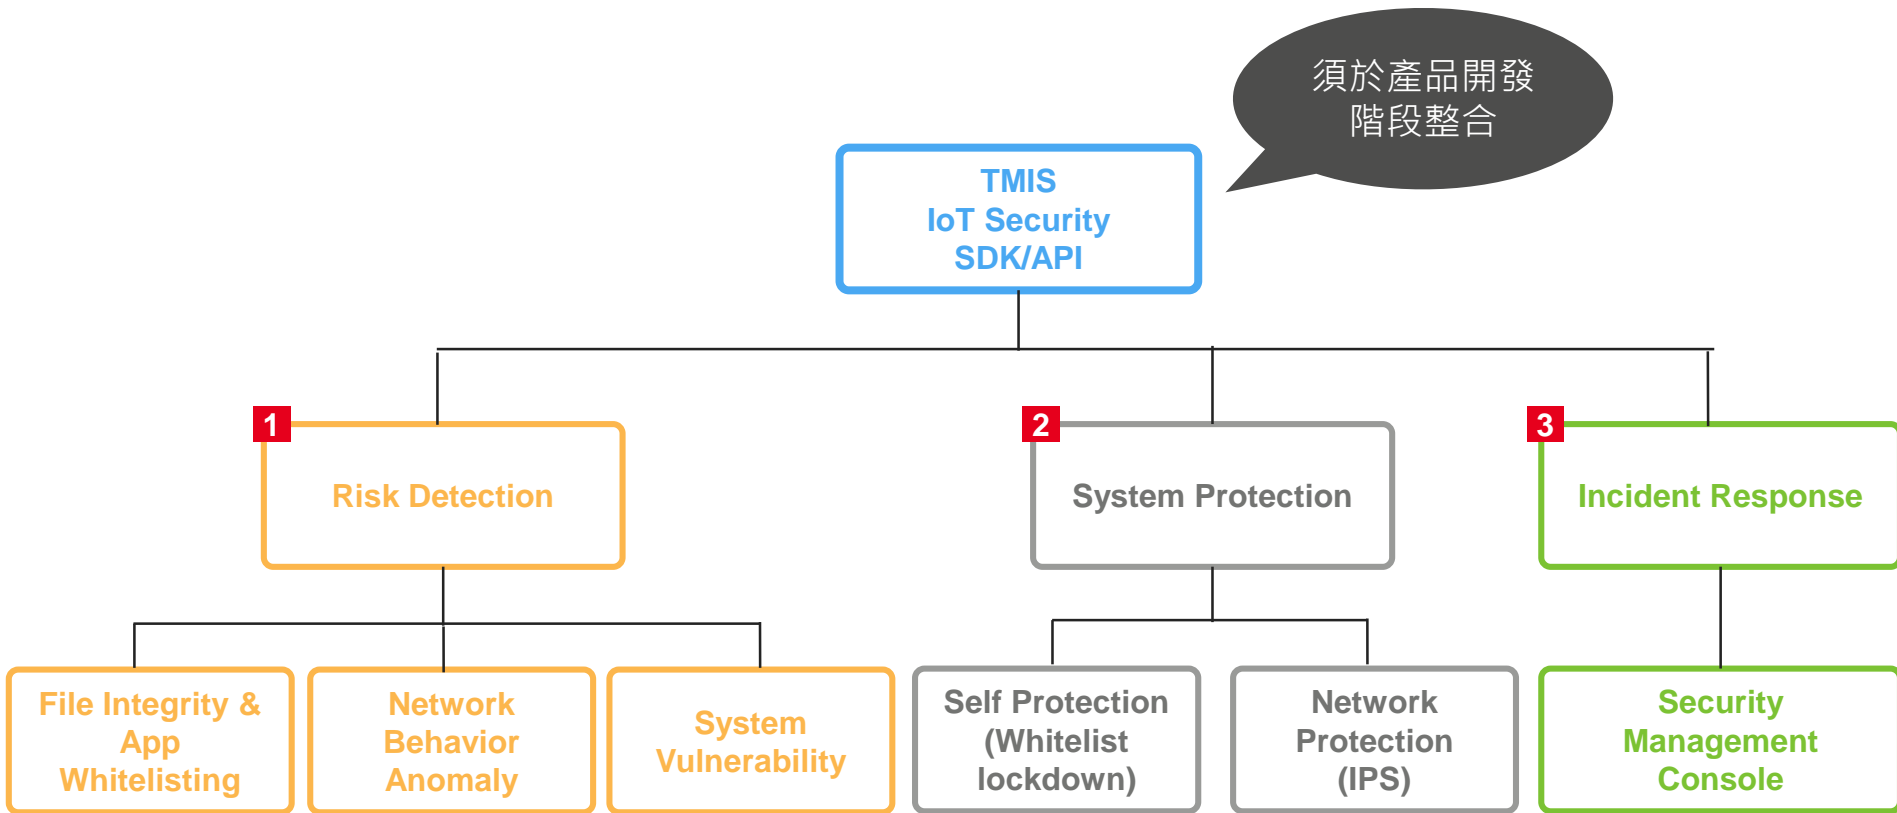 須於產品開發
階段整合
TMIS
IoT Security
SDK/API
1
Risk Detection
2
System Protection
3
Incident Response
File Integrity &
App
Whitelisting
Network
Behavior
Anomaly
System
Vulnerability
Self Protection
(Whitelist
lockdown)
Network
Protection
(IPS)
Security
Management
Console